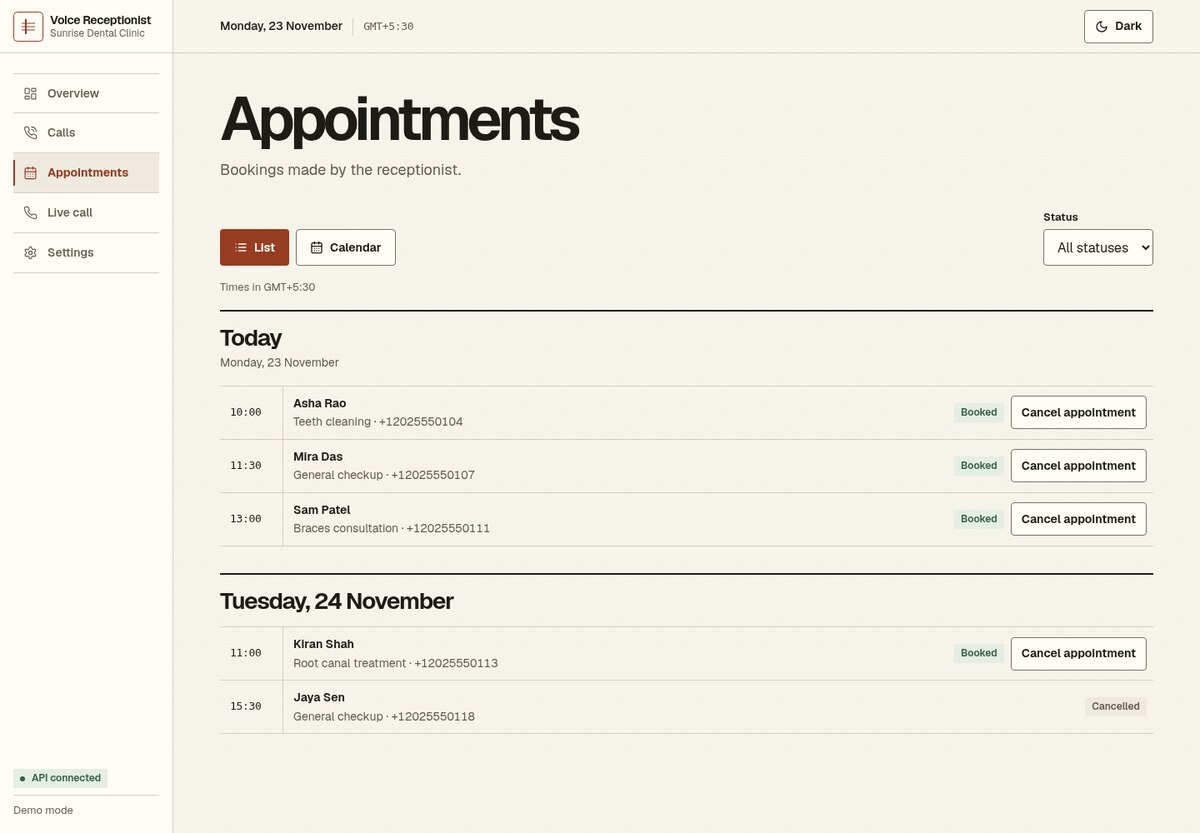 Voice Receptionist
Sunrise Dental Clinic
Overview
Calls
Appointments
Live call
Settings
API connected
Demo mode
Monday, 23 November GMT+5:30
Dark
Appointments
Bookings made by the receptionist.
List
Calendar
Status
All statuses
Times in GMT+5:30
Today
Monday, 23 November
10:00
Asha Rao
Teeth cleaning · +12025550104
Booked
Cancel appointment
11:30
Mira Das
General checkup · +12025550107
Booked
Cancel appointment
13:00
Sam Patel
Braces consultation · +12025550111
Booked
Cancel appointment
Tuesday, 24 November
11:00
Kiran Shah
Root canal treatment · +12025550113
Booked
Cancel appointment
15:30
Jaya Sen
General checkup · +12025550118
Cancelled